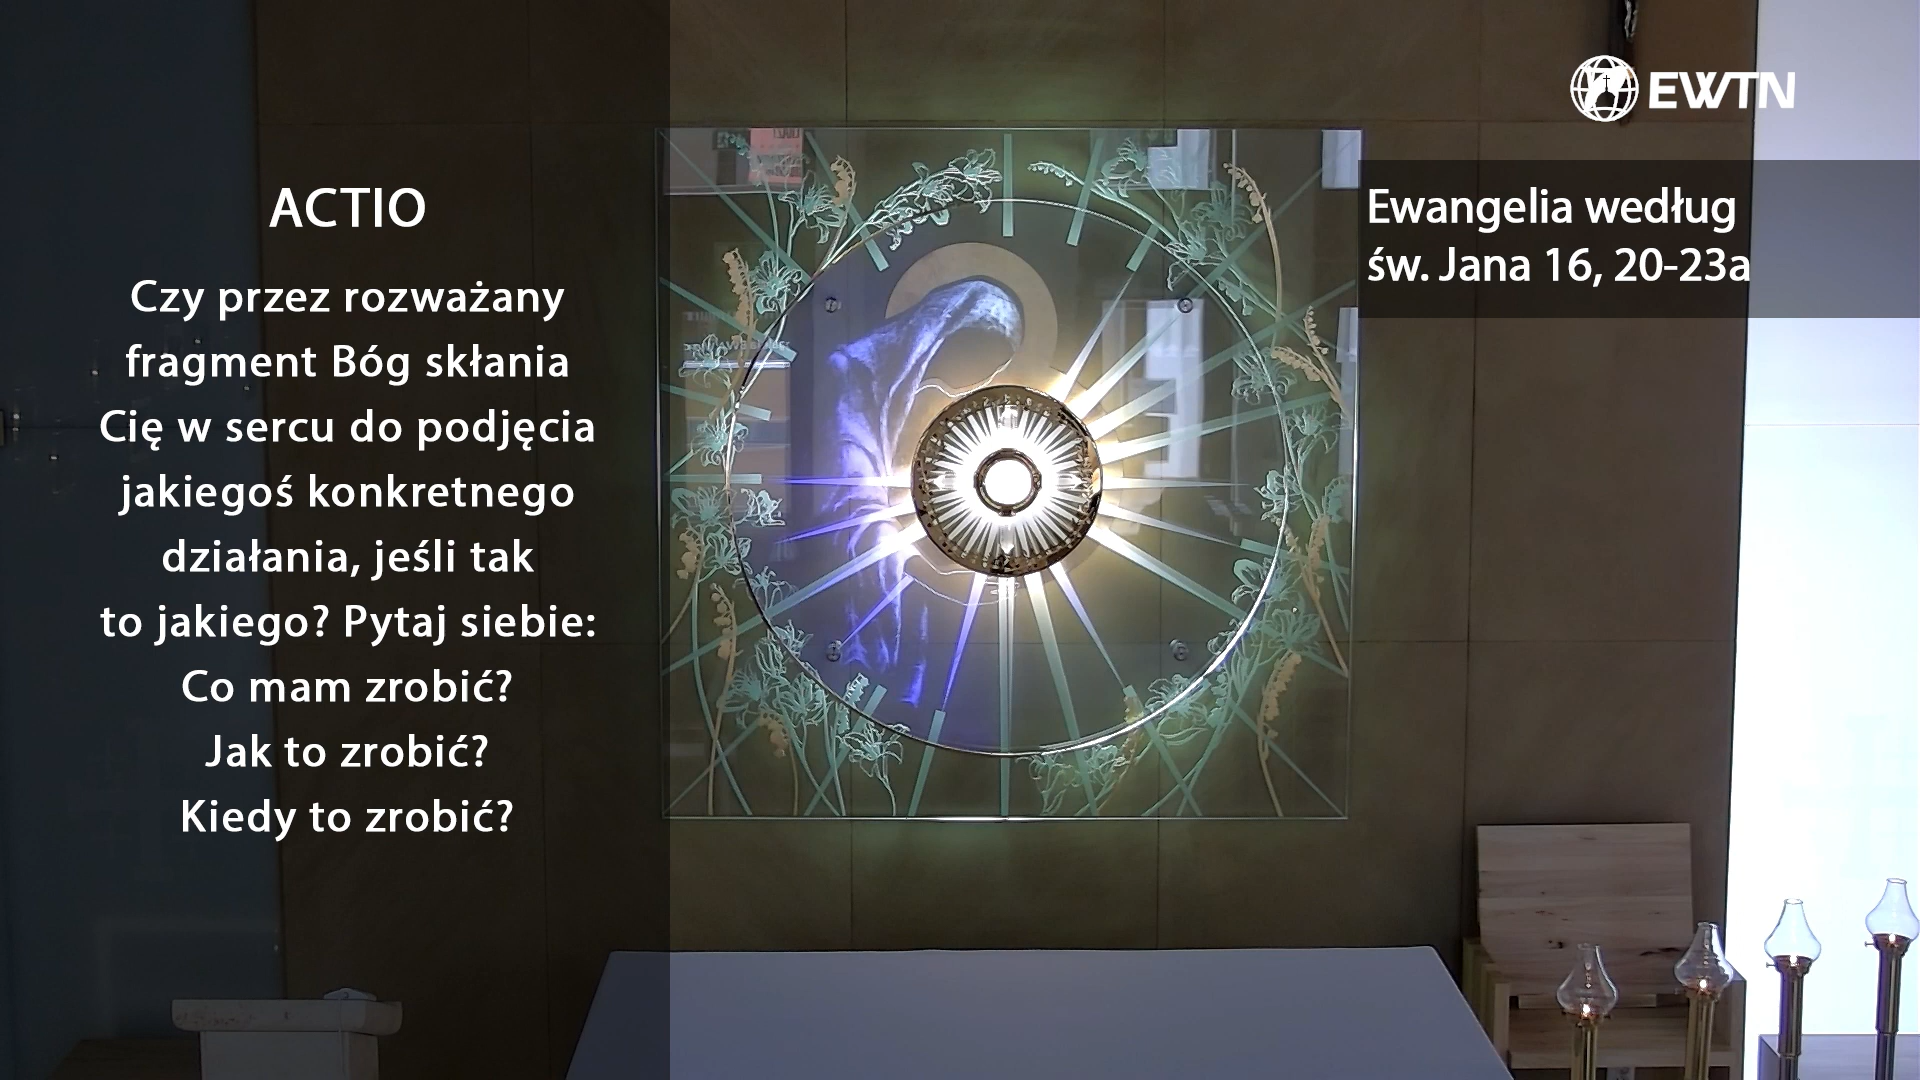 ACTIO
Czy przez rozważany
fragment Bóg skłania
Cię w sercu do podjęcia
jakiegoś konkretnego
działania, jeśli tak
to jakiego? Pytaj siebie:
Co mam zrobić?
Jak to zrobić?
Kiedy to zrobić?
EWTN
Ewangelia według
św. Jana 16, 20-23a